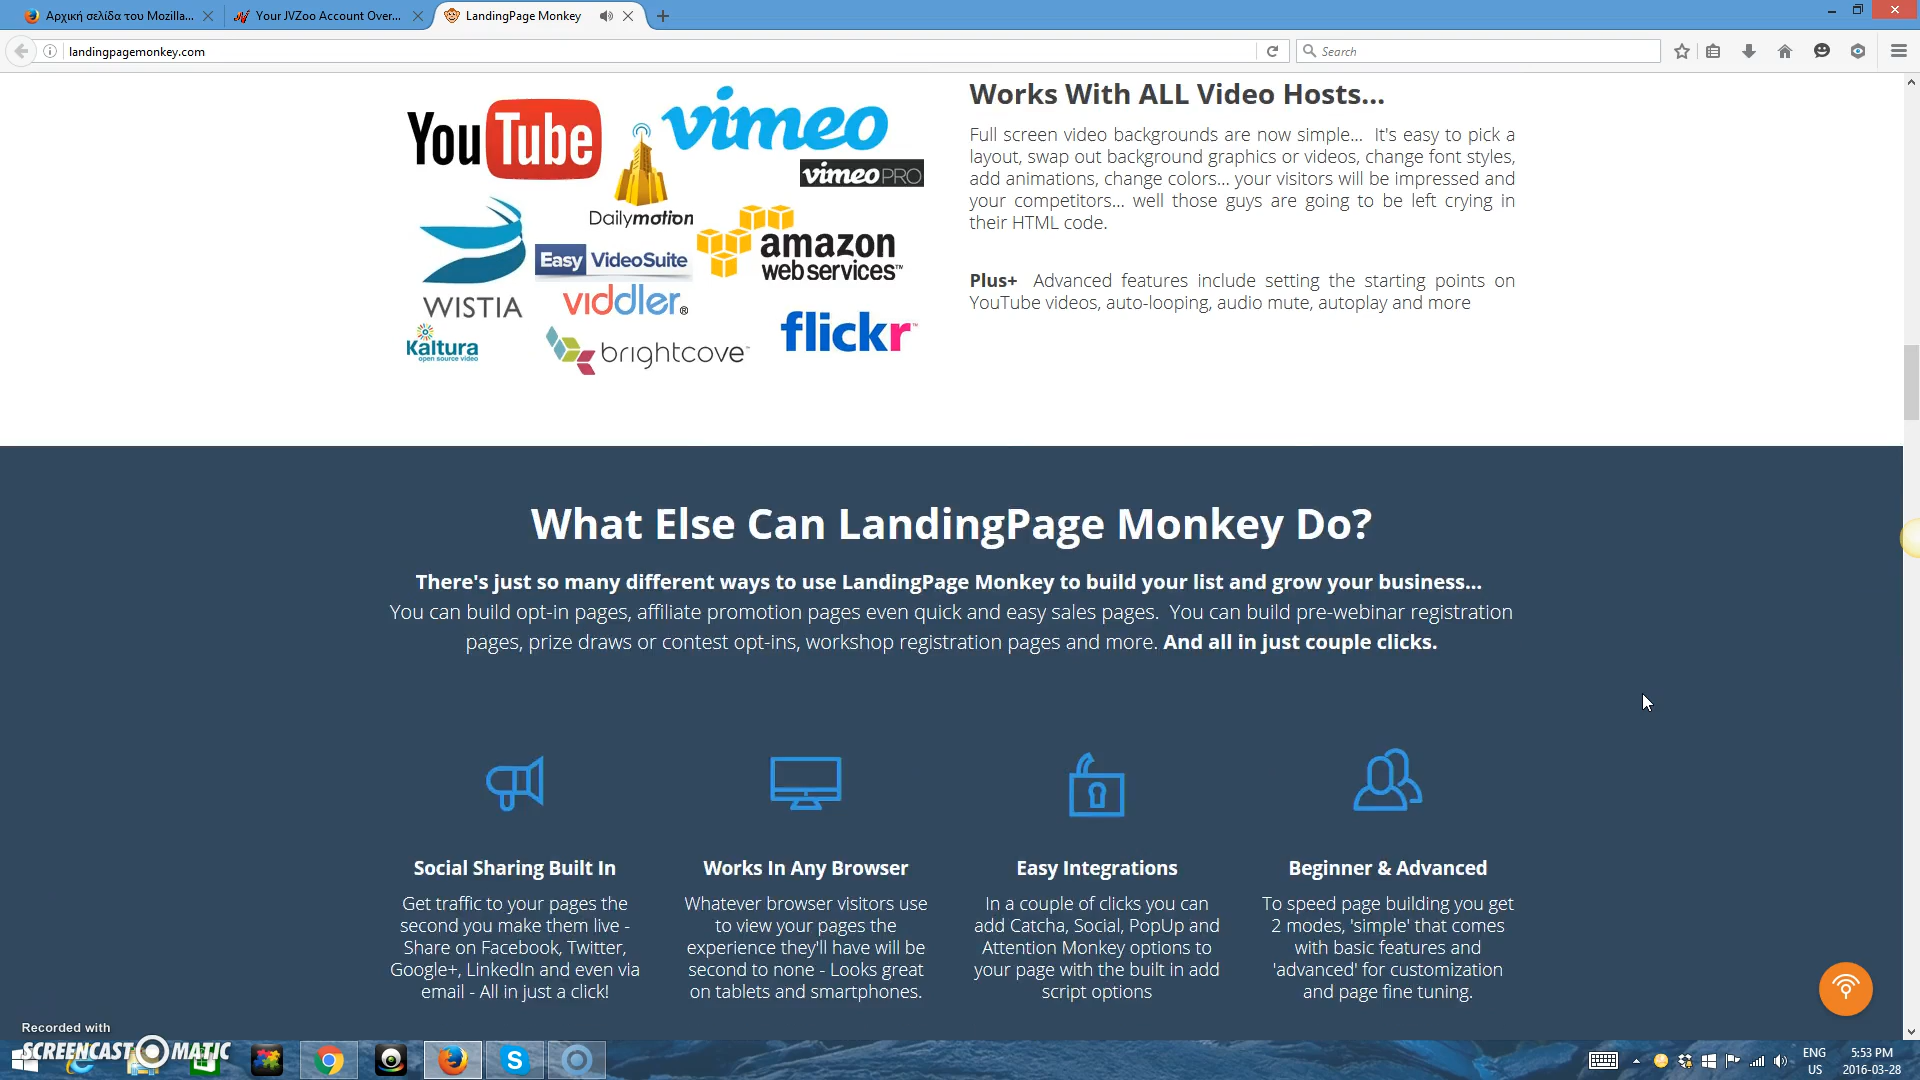 Αρχική σελίδα του Mozilla...
Your JVZoo Account Over...
LandingPage Monkey
landingpagemonkey.com
Search
YouTube
vimeo
vimeo PRO
Dailymotion
WISTIA
Easy VideoSuite
amazon
web services™
viddler®
Kaltura
open source video
brightcove™
flickr™
Works With ALL Video Hosts...
Full screen video backgrounds are now simple... It's easy to pick a
layout, swap out background graphics or videos, change font styles,
add animations, change colors... your visitors will be impressed and
your competitors... well those guys are going to be left crying in
their HTML code.
Plus+ Advanced features include setting the starting points on
YouTube videos, auto-looping, audio mute, autoplay and more
What Else Can LandingPage Monkey Do?
There's just so many different ways to use LandingPage Monkey to build your list and grow your business...
You can build opt-in pages, affiliate promotion pages even quick and easy sales pages. You can build pre-webinar registration
pages, prize draws or contest opt-ins, workshop registration pages and more. And all in just couple clicks.
Social Sharing Built In
Get traffic to your pages the
second you make them live -
Share on Facebook, Twitter,
Google+, LinkedIn and even via
email - All in just a click!
Works In Any Browser
Whatever browser visitors use
to view your pages the
experience they'll have will be
second to none - Looks great
on tablets and smartphones.
Easy Integrations
In a couple of clicks you can
add Catcha, Social, PopUp and
Attention Monkey options to
your page with the built in add
script options
Beginner & Advanced
To speed page building you get
2 modes, 'simple' that comes
with basic features and
'advanced' for customization
and page fine tuning.
Recorded with
SCREENCAST MATIC
ENG
US
5:53 PM
2016-03-28